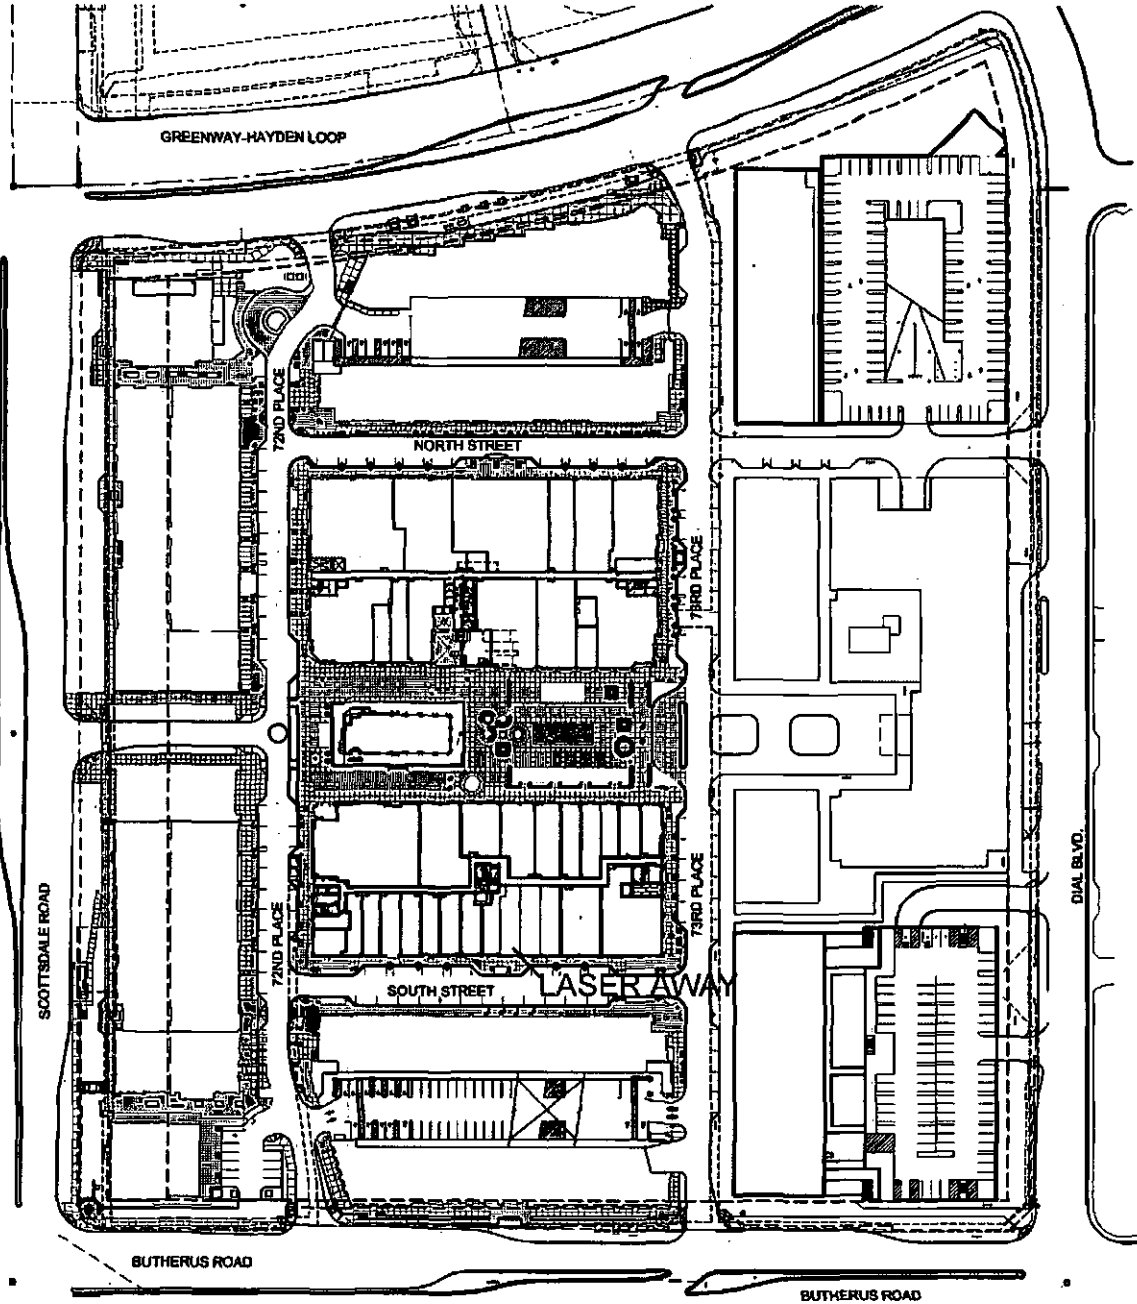 GREENWAY-HAYDEN LOOP
72ND PLACE
NORTH STREET
73RD PLACE
SCOTTSDALE ROAD
72ND PLACE
73RD PLACE
DIAL BLVD.
SOUTH STREET
LASER AWAY
BUTHERUS ROAD
BUTHERUS ROAD